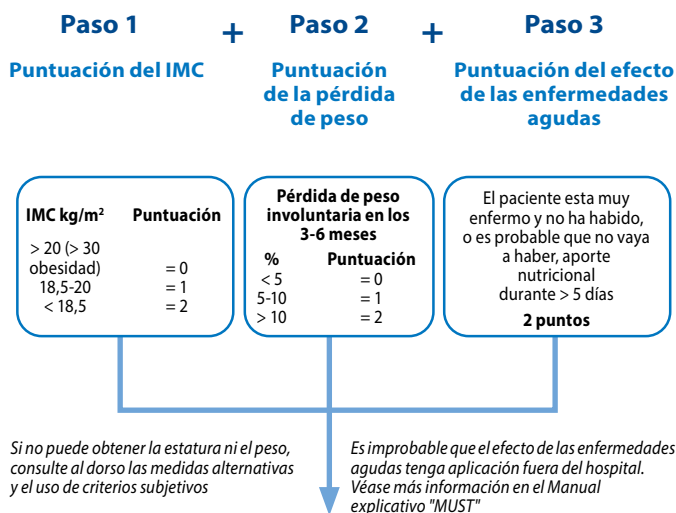 Paso 1 + Paso 2 + Paso 3
Puntuación del IMC
Puntuación
de la pérdida
de peso
Puntuación del efecto
de las enfermedades
agudas
IMC kg/m² Puntuación
> 20 (> 30
obesidad) = 0
18,5-20 = 1
< 18,5 = 2
Pérdida de peso
involuntaria en los
3-6 meses
% Puntuación
< 5 = 0
5-10 = 1
> 10 = 2
El paciente esta muy
enfermo y no ha habido,
o es probable que no vaya
a haber, aporte
nutricional
durante > 5 días
2 puntos
Si no puede obtener la estatura ni el peso,
consulte al dorso las medidas alternativas
y el uso de criterios subjetivos
Es improbable que el efecto de las enfermedades
agudas tenga aplicación fuera del hospital.
Véase más información en el Manual
explicativo "MUST"